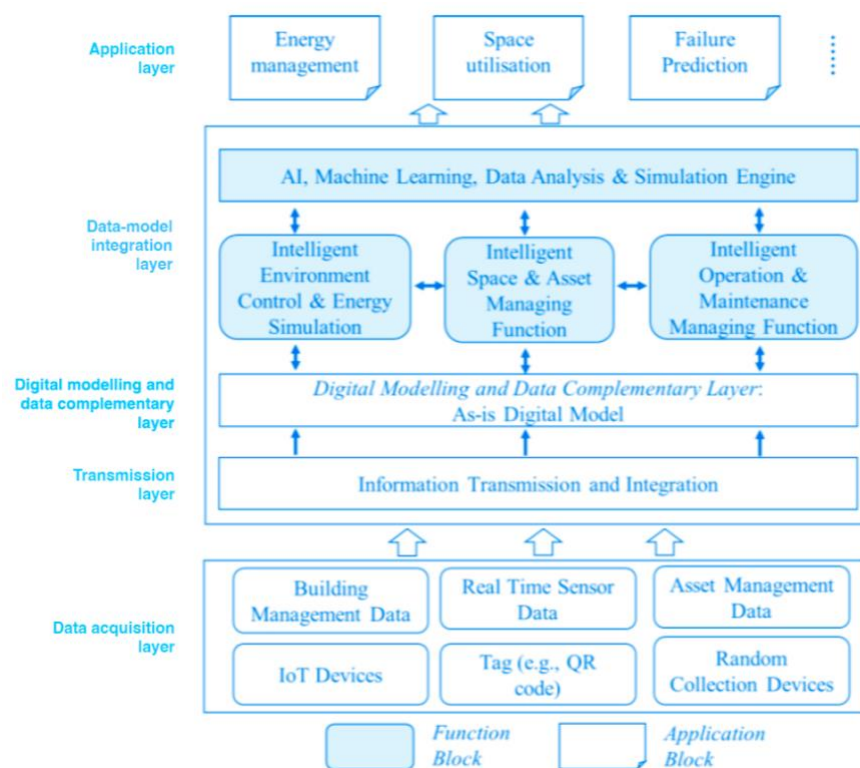 Application
layer
Energy
management
Space
utilisation
Failure
Prediction
Data-model
integration
layer
AI, Machine Learning, Data Analysis & Simulation Engine
Intelligent
Environment
Control & Energy
Simulation
Intelligent
Space & Asset
Managing
Function
Intelligent
Operation &
Maintenance
Managing Function
Digital modelling and
data complementary
layer
Digital Modelling and Data Complementary Layer:
As-is Digital Model
Transmission
layer
Information Transmission and Integration
Data acquisition
layer
Building
Management Data
Real Time Sensor
Data
Asset Management
Data
IoT Devices
Tag (e.g., QR
code)
Random
Collection Devices
Function
Block
Application
Block